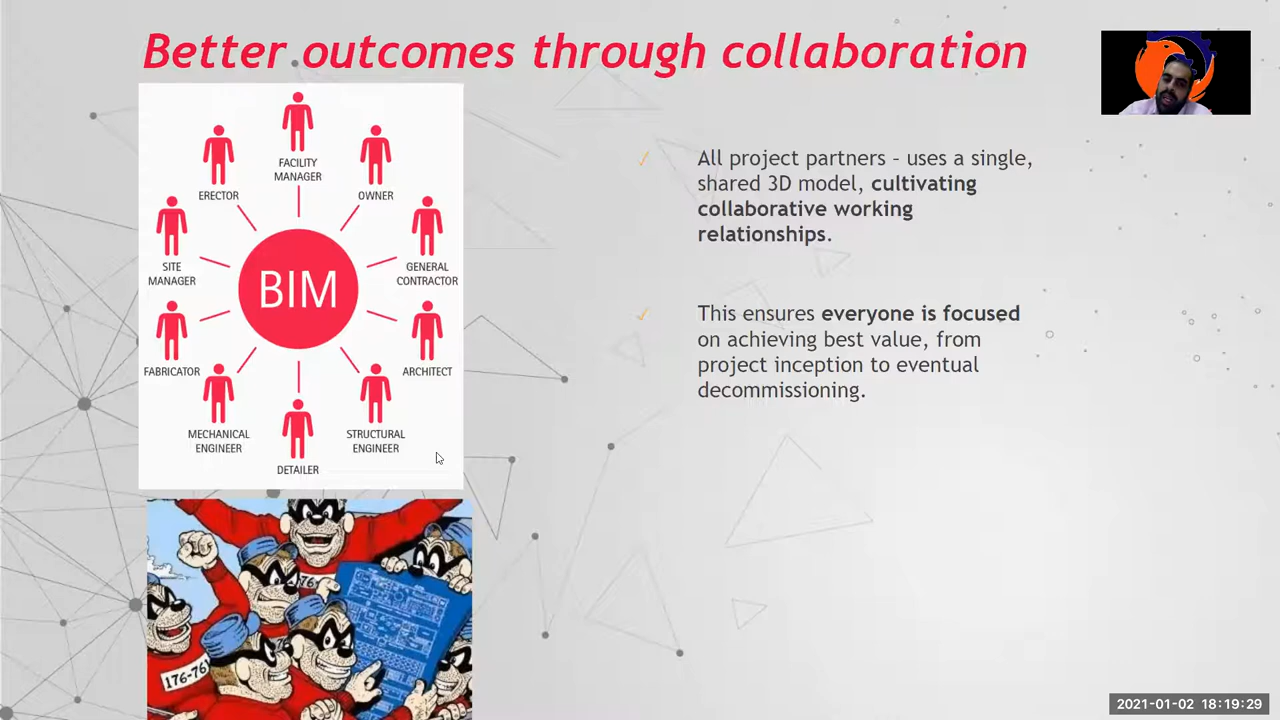 Better outcomes through collaboration
FACILITY
MANAGER
ERECTOR
OWNER
SITE
MANAGER
GENERAL
CONTRACTOR
BIM
FABRICATOR
ARCHITECT
MECHANICAL
ENGINEER
STRUCTURAL
ENGINEER
DETAILER
All project partners – uses a single,
shared 3D model, cultivating
collaborative working
relationships.
This ensures everyone is focused
on achieving best value, from
project inception to eventual
decommissioning.
176-76
2021-01-02 18:19:29